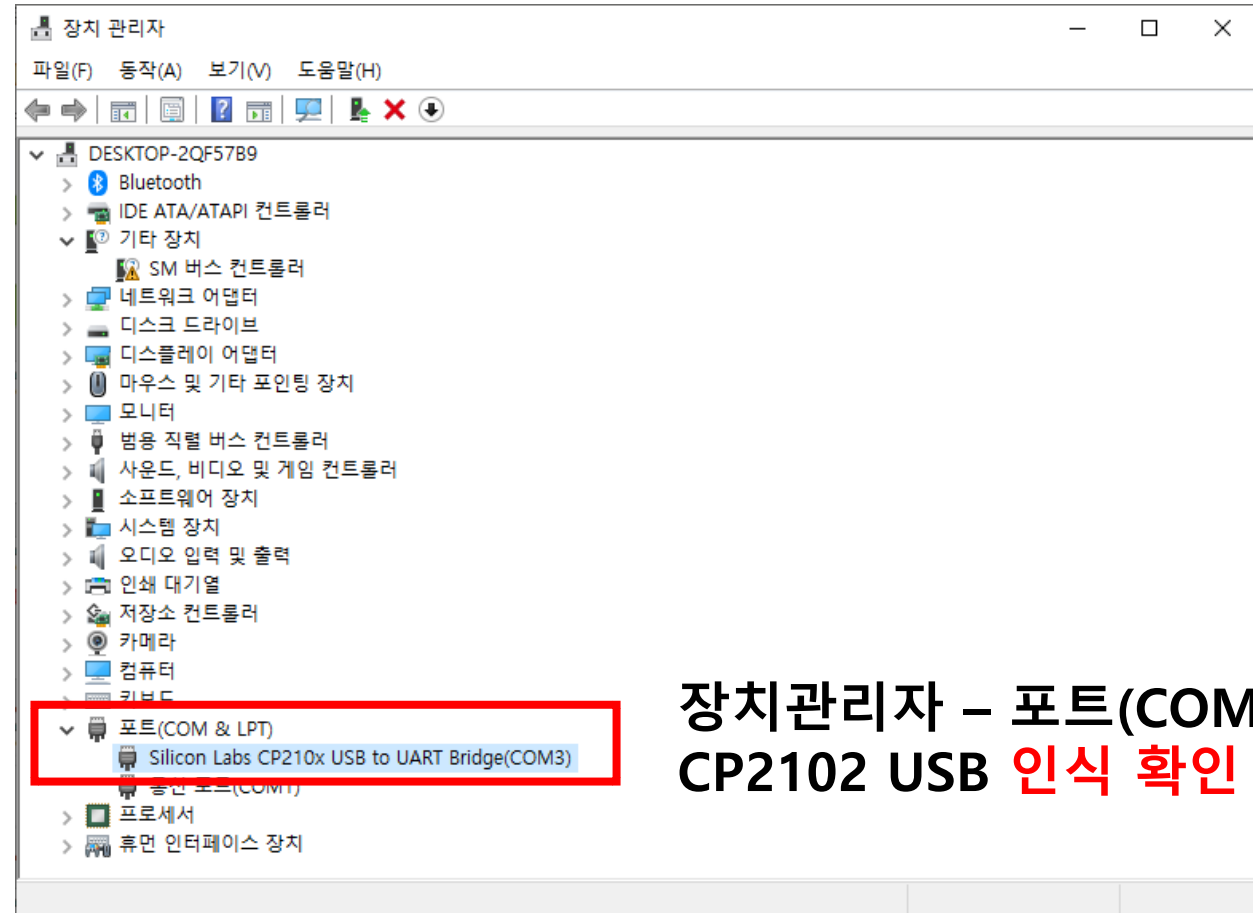 장치 관리자
파일(F) 동작(A) 보기(V) 도움말(H)
DESKTOP-2QF57B9
Bluetooth
IDE ATA/ATAPI 컨트롤러
기타 장치
SM 버스 컨트롤러
네트워크 어댑터
디스크 드라이브
디스플레이 어댑터
마우스 및 기타 포인팅 장치
모니터
범용 직렬 버스 컨트롤러
사운드, 비디오 및 게임 컨트롤러
소프트웨어 장치
시스템 장치
오디오 입력 및 출력
인쇄 대기열
저장소 컨트롤러
카메라
컴퓨터
키보드
포트(COM & LPT)
Silicon Labs CP210x USB to UART Bridge(COM3)
통신 포트(COM1)
프로세서
휴먼 인터페이스 장치
장치관리자 – 포트(COM
CP2102 USB 인식 확인